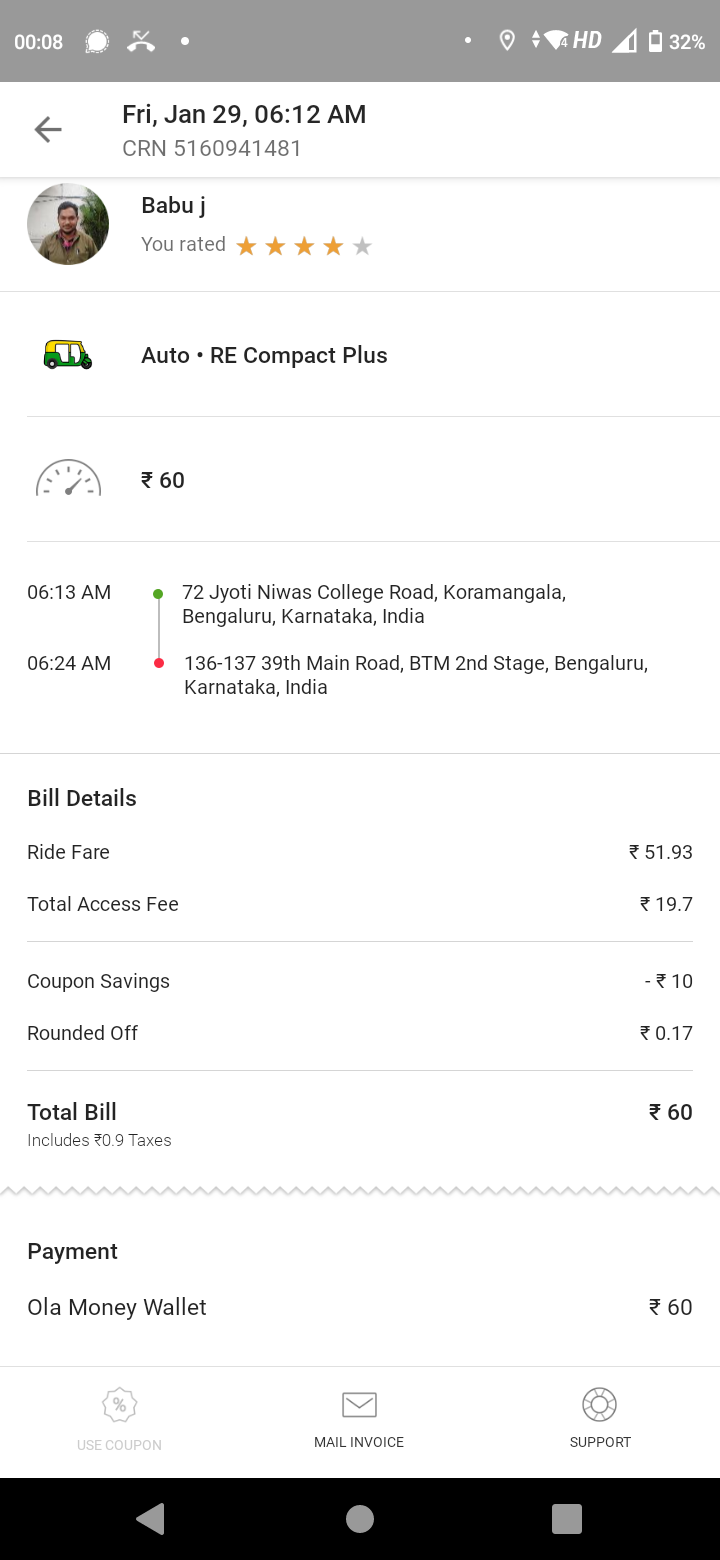 00:08 4 HD 32%
Fri, Jan 29, 06:12 AM
CRN 5160941481
Babu j
You rated
Auto • RE Compact Plus
₹ 60
06:13 AM 72 Jyoti Niwas College Road, Koramangala,
Bengaluru, Karnataka, India
06:24 AM 136-137 39th Main Road, BTM 2nd Stage, Bengaluru,
Karnataka, India
Bill Details
Ride Fare ₹ 51.93
Total Access Fee ₹ 19.7
Coupon Savings - ₹ 10
Rounded Off ₹ 0.17
Total Bill ₹ 60
Includes ₹0.9 Taxes
Payment
Ola Money Wallet ₹ 60
%
USE COUPON MAIL INVOICE SUPPORT